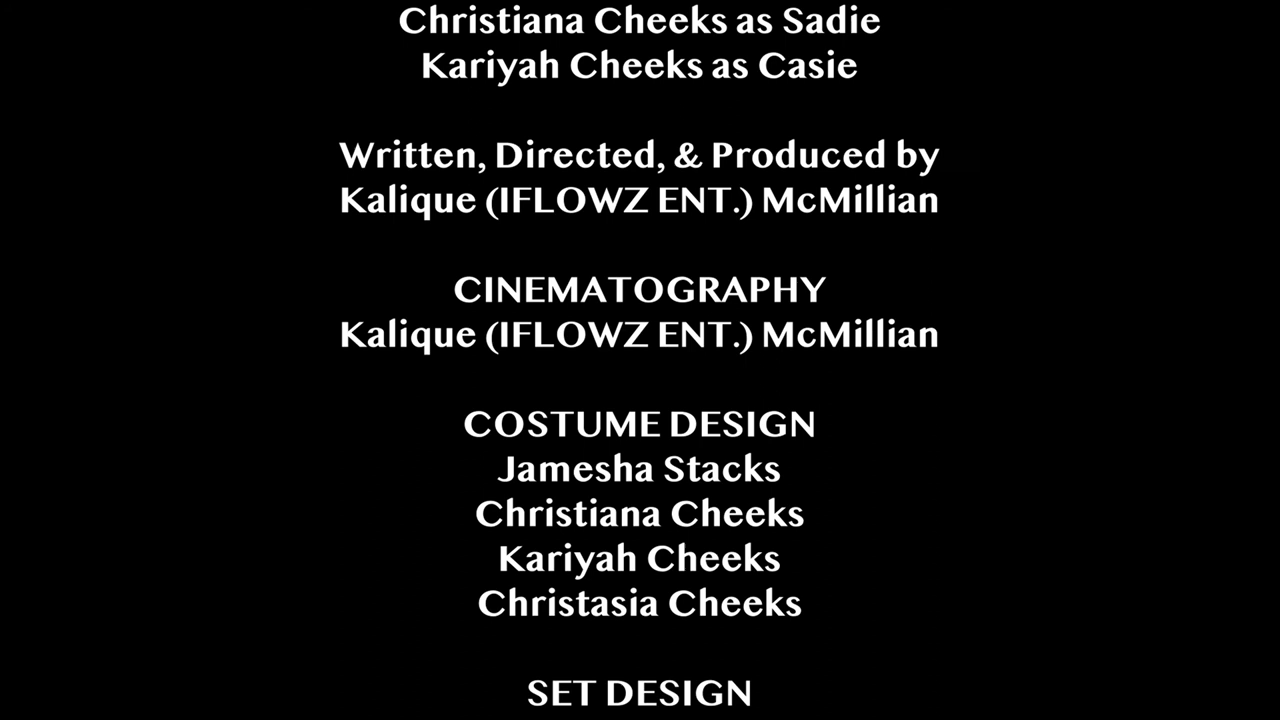 Christiana Cheeks as Sadie
Kariyah Cheeks as Casie
Written, Directed, & Produced by
Kalique (IFLOWZ ENT.) McMillian
CINEMATOGRAPHY
Kalique (IFLOWZ ENT.) McMillian
COSTUME DESIGN
Jamesha Stacks
Christiana Cheeks
Kariyah Cheeks
Christasia Cheeks
SET DESIGN